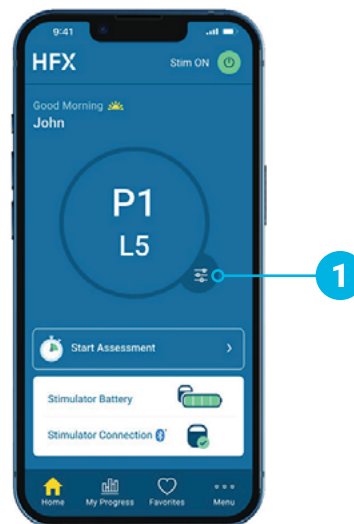 9:41
HFX
Stim ON
Good Morning
John
P1
L5
1
Start Assessment
Stimulator Battery
Stimulator Connection
Home
My Progress
Favorites
Menu